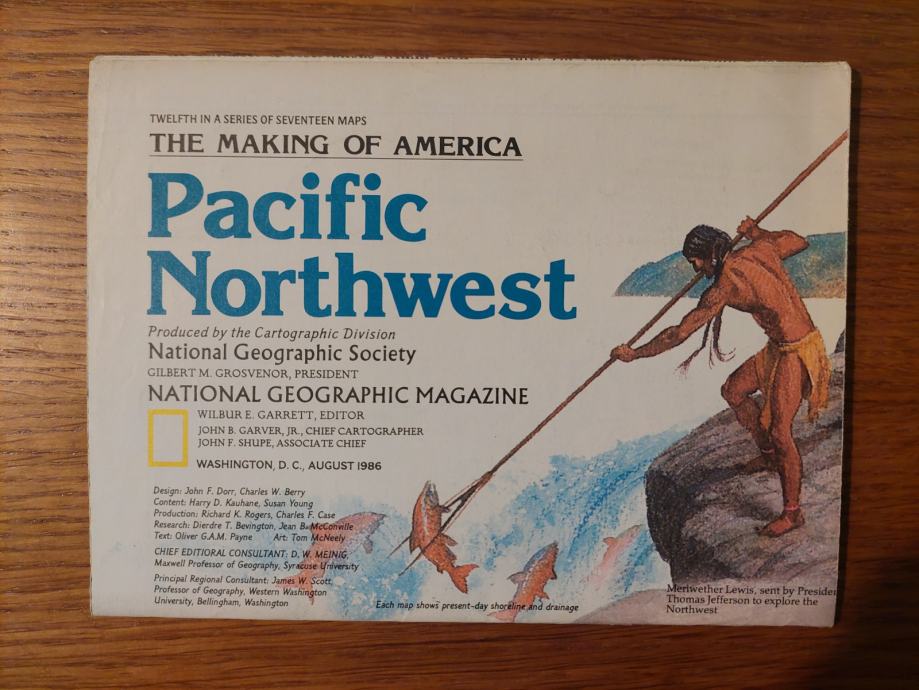 TWELFTH IN A SERIES OF SEVENTEEN MAPS
THE MAKING OF AMERICA
Pacific
Northwest
Produced by the Cartographic Division
National Geographic Society
GILBERT M. GROSVENOR, PRESIDENT
NATIONAL GEOGRAPHIC MAGAZINE
WILBUR E. GARRETT, EDITOR
JOHN B. GARVER, JR., CHIEF CARTOGRAPHER
JOHN F. SHUPE, ASSOCIATE CHIEF
WASHINGTON, D. C., AUGUST 1986
Design: John F. Dorr, Charles W. Berry
Content: Harry D. Kauhane, Susan Young
Production: Richard K. Rogers, Charles F. Case
Research: Dierdre T. Bevington, Jean B. McConville
Text: Oliver G.A.M. Payne Art: Tom McNeely
CHIEF EDITIORAL CONSULTANT: D. W. MEINIG,
Maxwell Professor of Geography, Syracuse University
Principal Regional Consultant: James W. Scott,
Professor of Geography, Western Washington
University, Bellingham, Washington
Each map shows present-day shoreline and drainage
Meriwether Lewis, sent by Presiden
Thomas Jefferson to explore the
Northwest